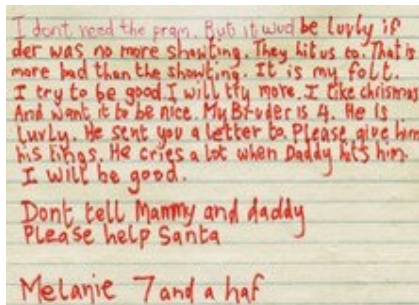 I dont need the pram. But it wud be luvly if
der was no more showting. They hit us to. That is
more bad than the showting. It is my folt.
I try to be good I will try more. I like chrismas
And want it to be nice. My Bruder is 4. He is
luvly. He sent you a letter to. Please give him
his tings. He cries a lot when Daddy hits him.
I will be good.
Dont tell Mammy and daddy
Please help Santa
Melanie 7 and a haf